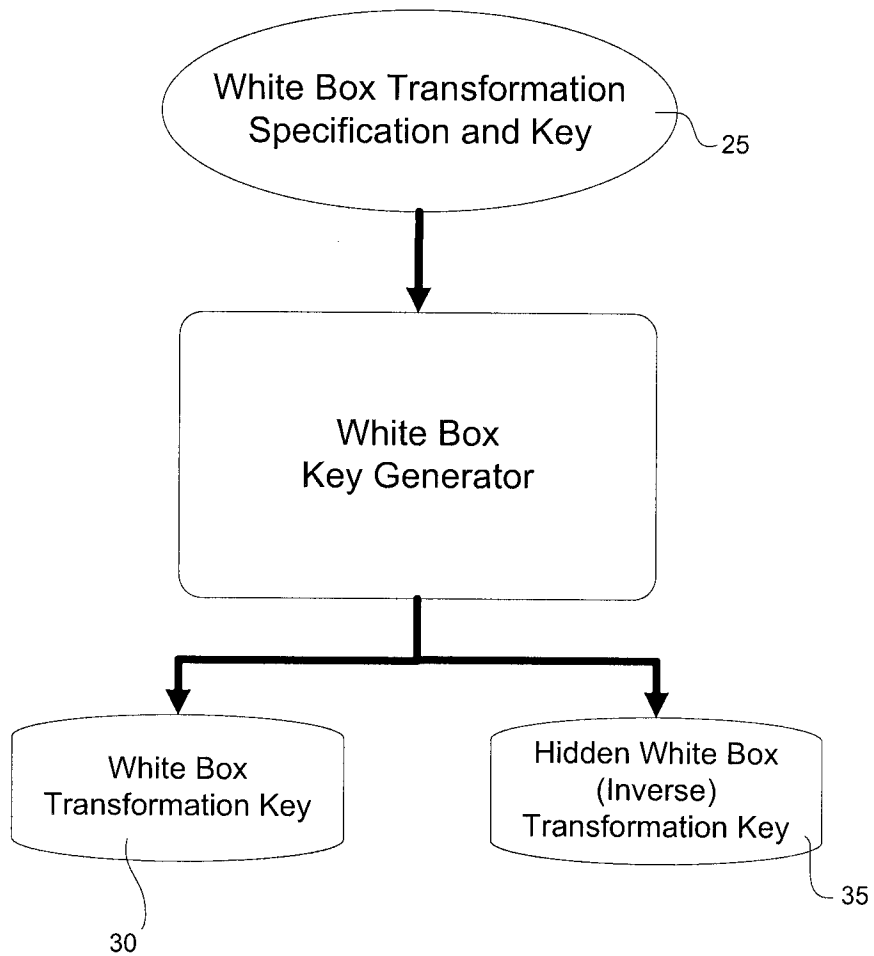 White Box Transformation
Specification and Key
25
White Box
Key Generator
White Box
Transformation Key
30
Hidden White Box
(Inverse)
Transformation Key
35